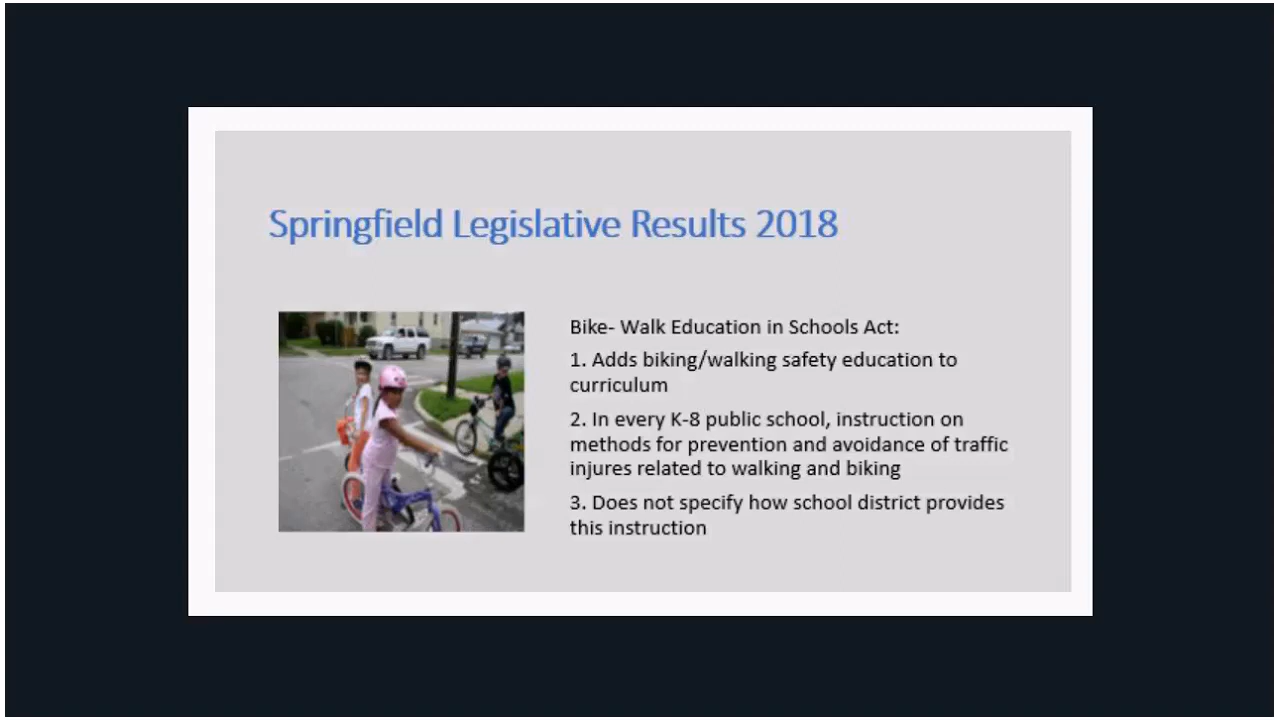 Springfield Legislative Results 2018
Bike- Walk Education in Schools Act:
1. Adds biking/walking safety education to
curriculum
2. In every K-8 public school, instruction on
methods for prevention and avoidance of traffic
injures related to walking and biking
3. Does not specify how school district provides
this instruction